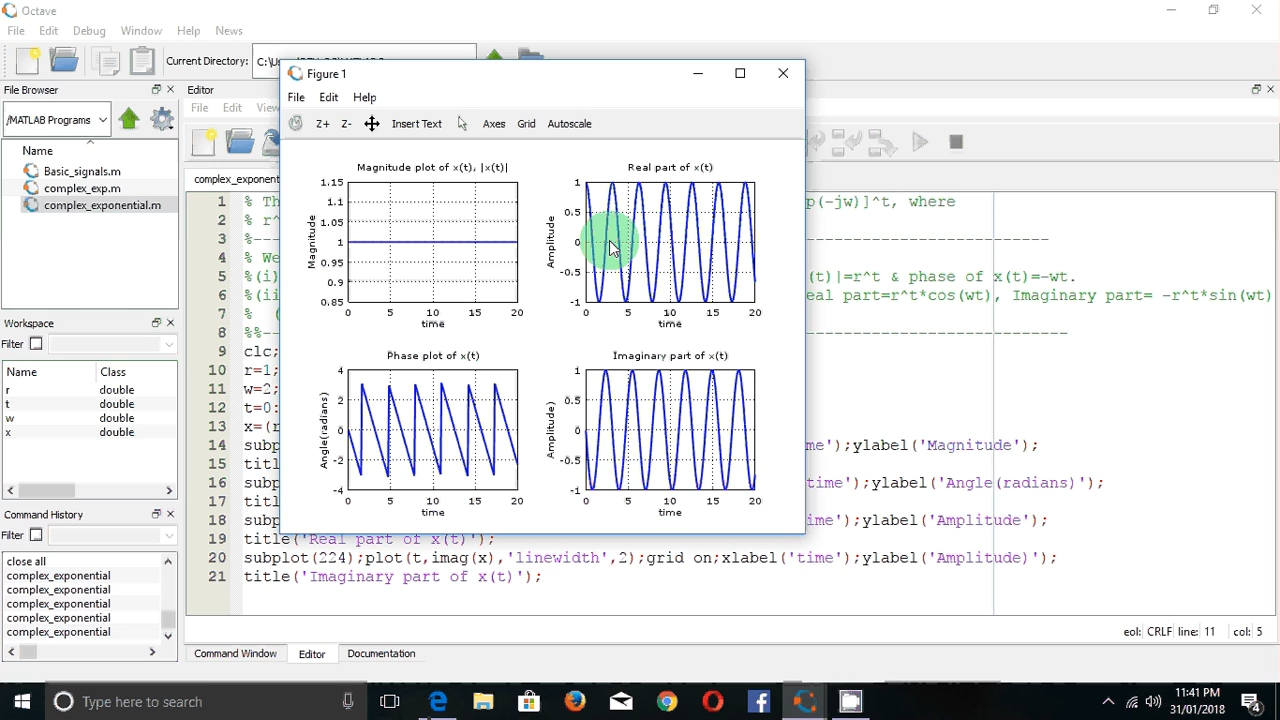 Octave
File Edit Debug Window Help News
Current Directory:
File Browser
/MATLAB Programs
Name
Basic_signals.m
complex_exp.m
complex_exponential.m
Workspace
Filter
Name Class
r double
t double
w double
x double
Command History
Filter
close all
complex_exponential
complex_exponential
complex_exponential
complex_exponential
complex_exponential
Editor
File Edit
complex_exponent
Figure 1
File Edit Help
Z+ Z- Insert Text Axes Grid Autoscale
Magnitude plot of x(t), |x(t)|
Magnitude
1.15
1.1
1.05
1
0.95
0.9
0.85
0 5 10 15 20
time
Real part of x(t)
Amplitude
1
0.5
0
-0.5
-1
0 5 10 15 20
time
Phase plot of x(t)
Angle(radians)
4
2
0
-2
-4
0 5 10 15 20
time
Imaginary part of x(t)
Amplitude)
1
0.5
0
-0.5
-1
0 5 10 15 20
time
1 % Th p(-jw)]^t, where
2 % r^
3 %---
4 % We
5 %(i) (t)|=r^t & phase of x(t)=-wt.
6 %(ii eal part=r^t*cos(wt), Imaginary part= -r^t*sin(wt)
7 % (
8 %%---
9 clc;
10 r=1;
11 w=2;
12 t=0:
13 x=(r
14 subp me');ylabel('Magnitude');
15 titl
16 subp time');ylabel('Angle(radians)');
17 titl
18 subp ime');ylabel('Amplitude');
19 title('Real part of x(t)');
20 subplot(224);plot(t,imag(x),'linewidth',2);grid on;xlabel('time');ylabel('Amplitude)');
21 title('Imaginary part of x(t)');
eol: CRLF line: 11 col: 5
Command Window Editor Documentation
Type here to search
11:41 PM
31/01/2018
4